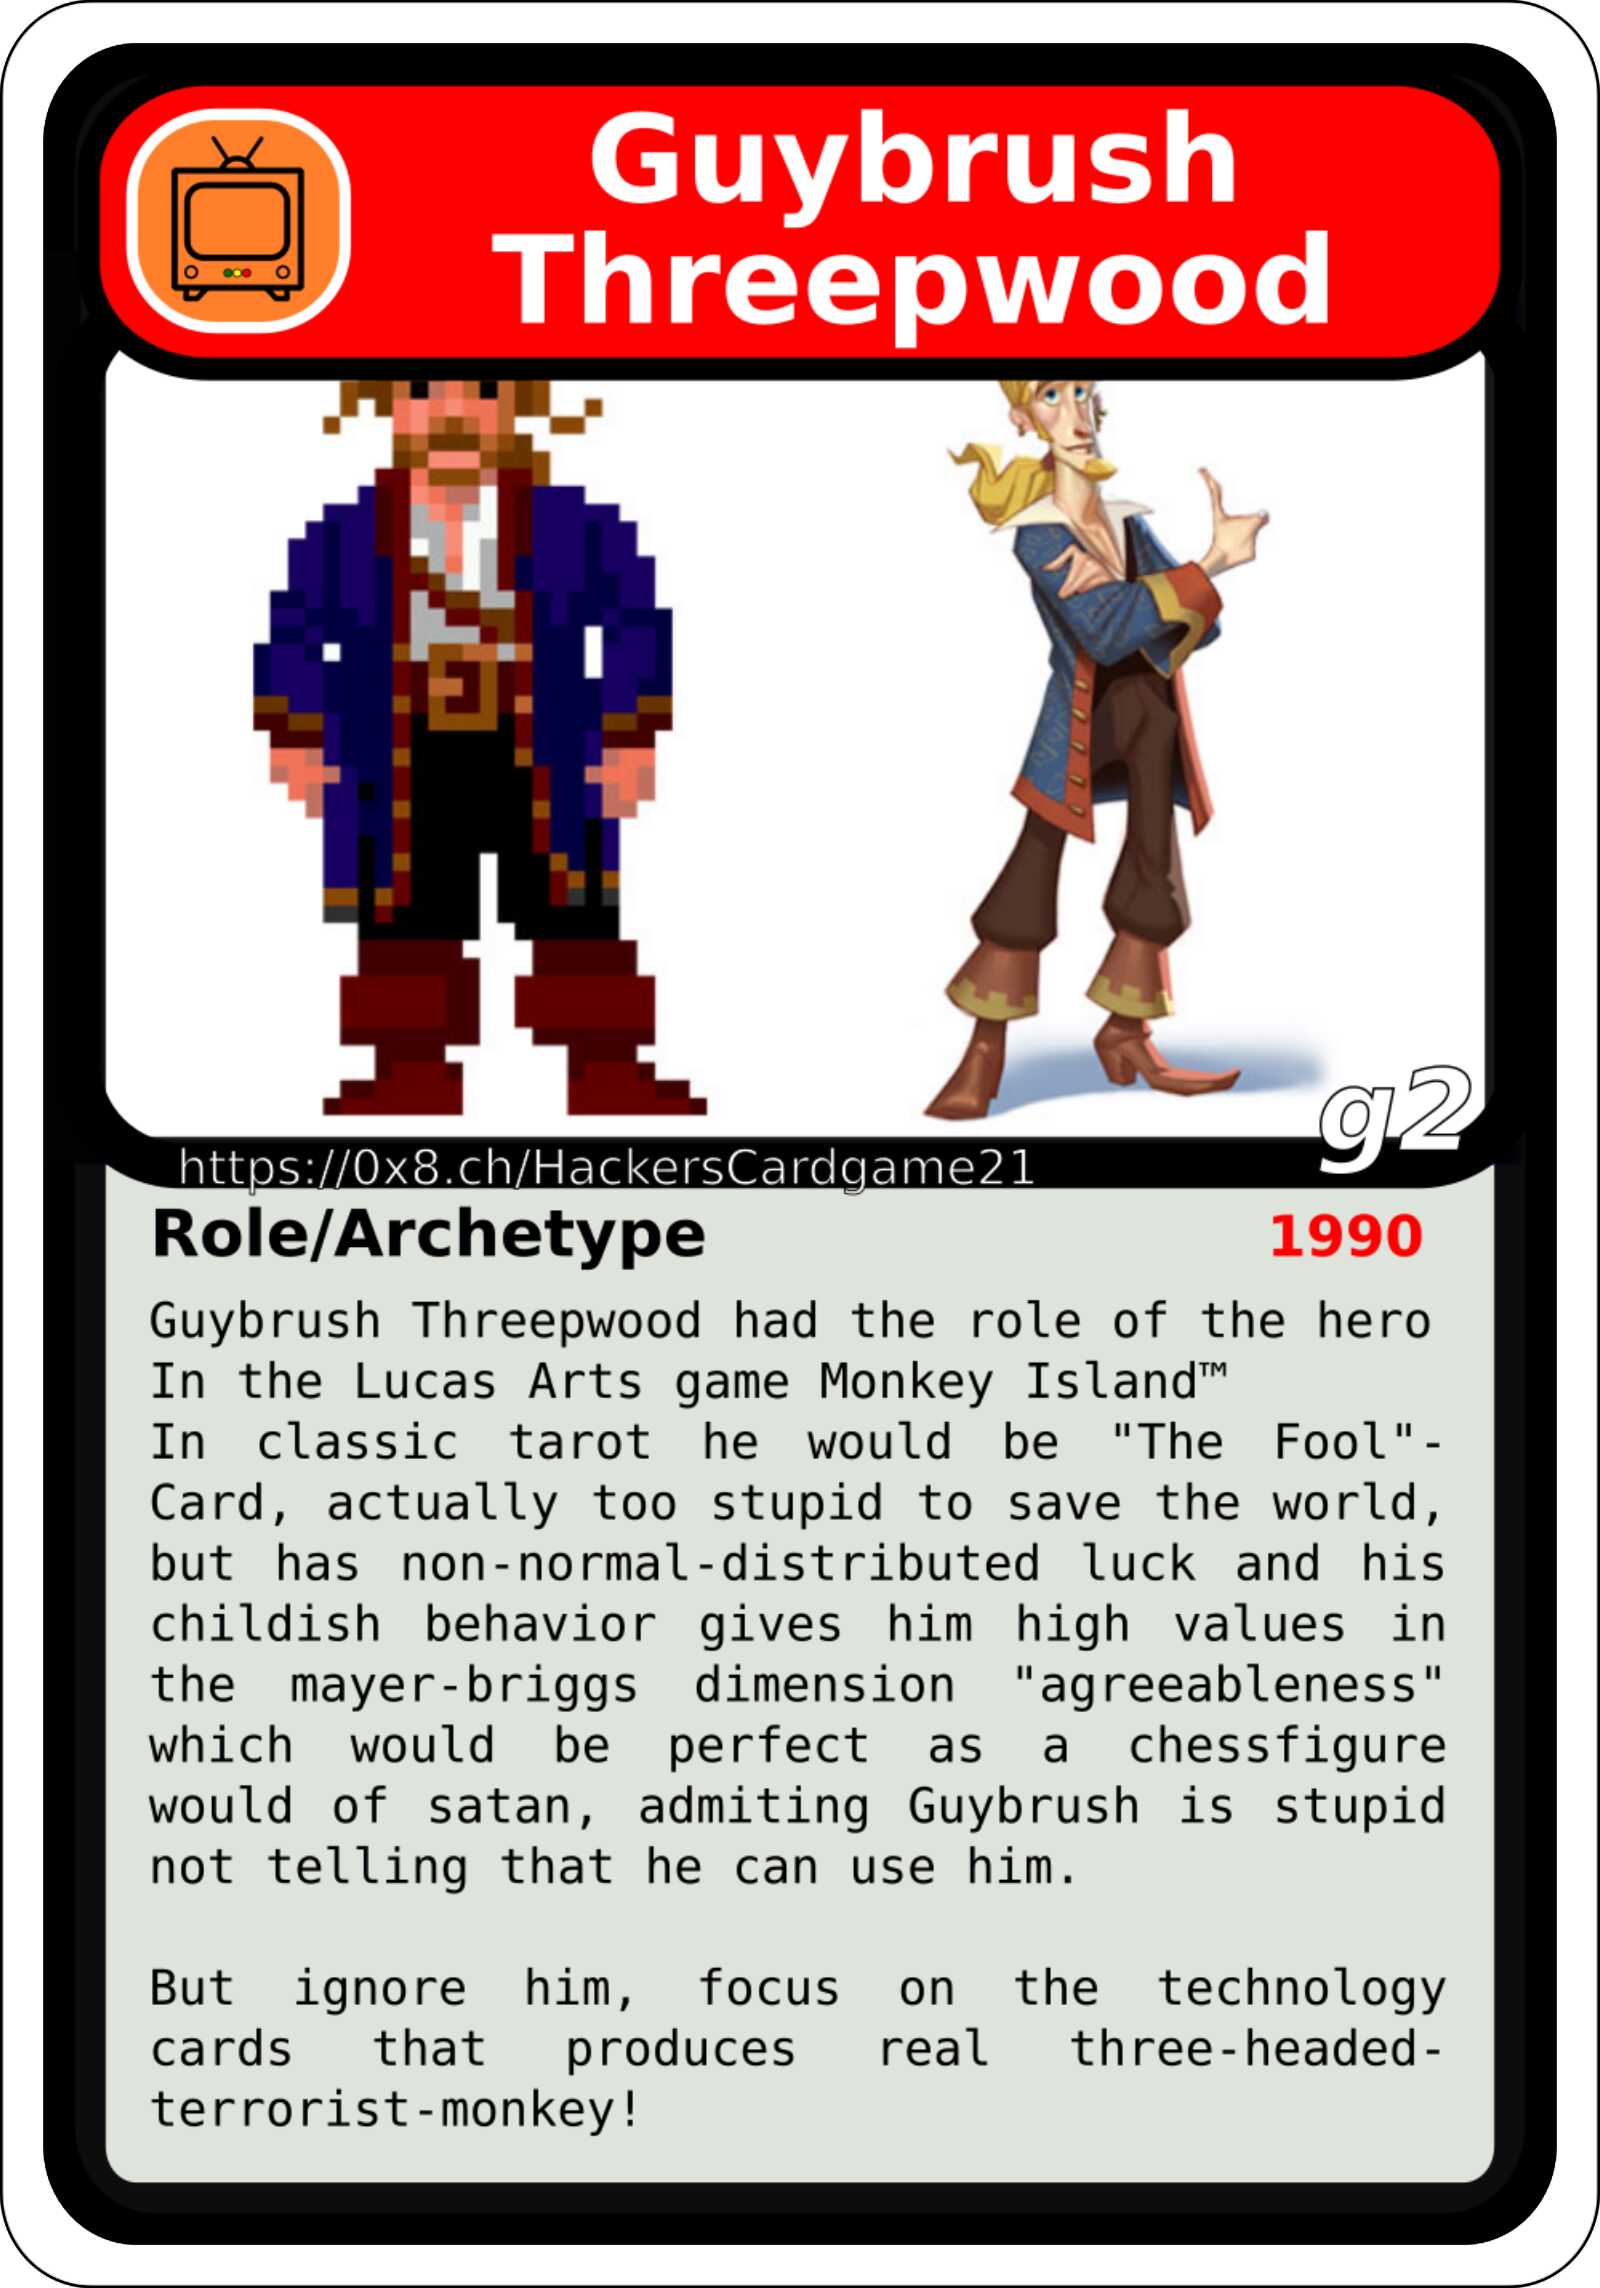 Guybrush
Threepwood
g2
https://0x8.ch/HackersCardgame21
Role/Archetype
1990
Guybrush Threepwood had the role of the hero
In the Lucas Arts game Monkey Island™
In classic tarot he would be "The Fool"-
Card, actually too stupid to save the world,
but has non-normal-distributed luck and his
childish behavior gives him high values in
the mayer-briggs dimension "agreeableness"
which would be perfect as a chessfigure
would of satan, admiting Guybrush is stupid
not telling that he can use him.
But ignore him, focus on the technology
cards that produces real three-headed-
terrorist-monkey!